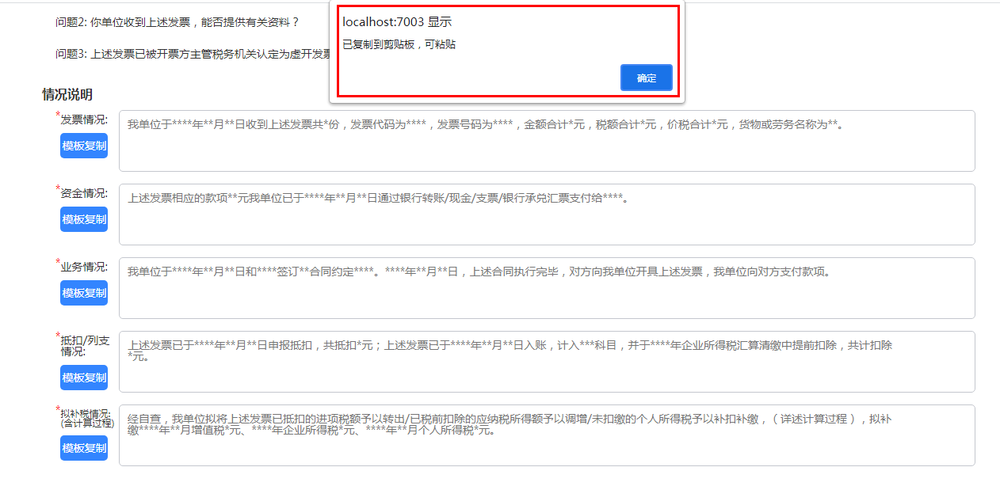 问题2: 你单位收到上述发票，能否提供有关资料？
问题3: 上述发票已被开票方主管税务机关认定为虚开发票
localhost:7003 显示
已复制到剪贴板，可粘贴
确定
情况说明
*发票情况:
模板复制
我单位于****年**月**日收到上述发票共*份，发票代码为****，发票号码为****，金额合计*元，税额合计*元，价税合计*元，货物或劳务名称为**。
*资金情况:
模板复制
上述发票相应的款项**元我单位已于****年**月**日通过银行转账/现金/支票/银行承兑汇票支付给****。
*业务情况:
模板复制
我单位于****年**月**日和****签订**合同约定****。****年**月**日，上述合同执行完毕，对方向我单位开具上述发票，我单位向对方支付款项。
*抵扣/列支
情况:
模板复制
上述发票已于****年**月**日申报抵扣，共抵扣*元；上述发票已于****年**月**日入账，计入***科目，并于****年企业所得税汇算清缴中提前扣除，共计扣除
*元。
*拟补税情况:
(含计算过程)
模板复制
经自查，我单位拟将上述发票已抵扣的进项税额予以转出/已税前扣除的应纳税所得额予以调增/未扣缴的个人所得税予以补扣补缴，（详述计算过程），拟补
缴****年**月增值税*元、****年企业所得税*元、****年**月个人所得税*元。